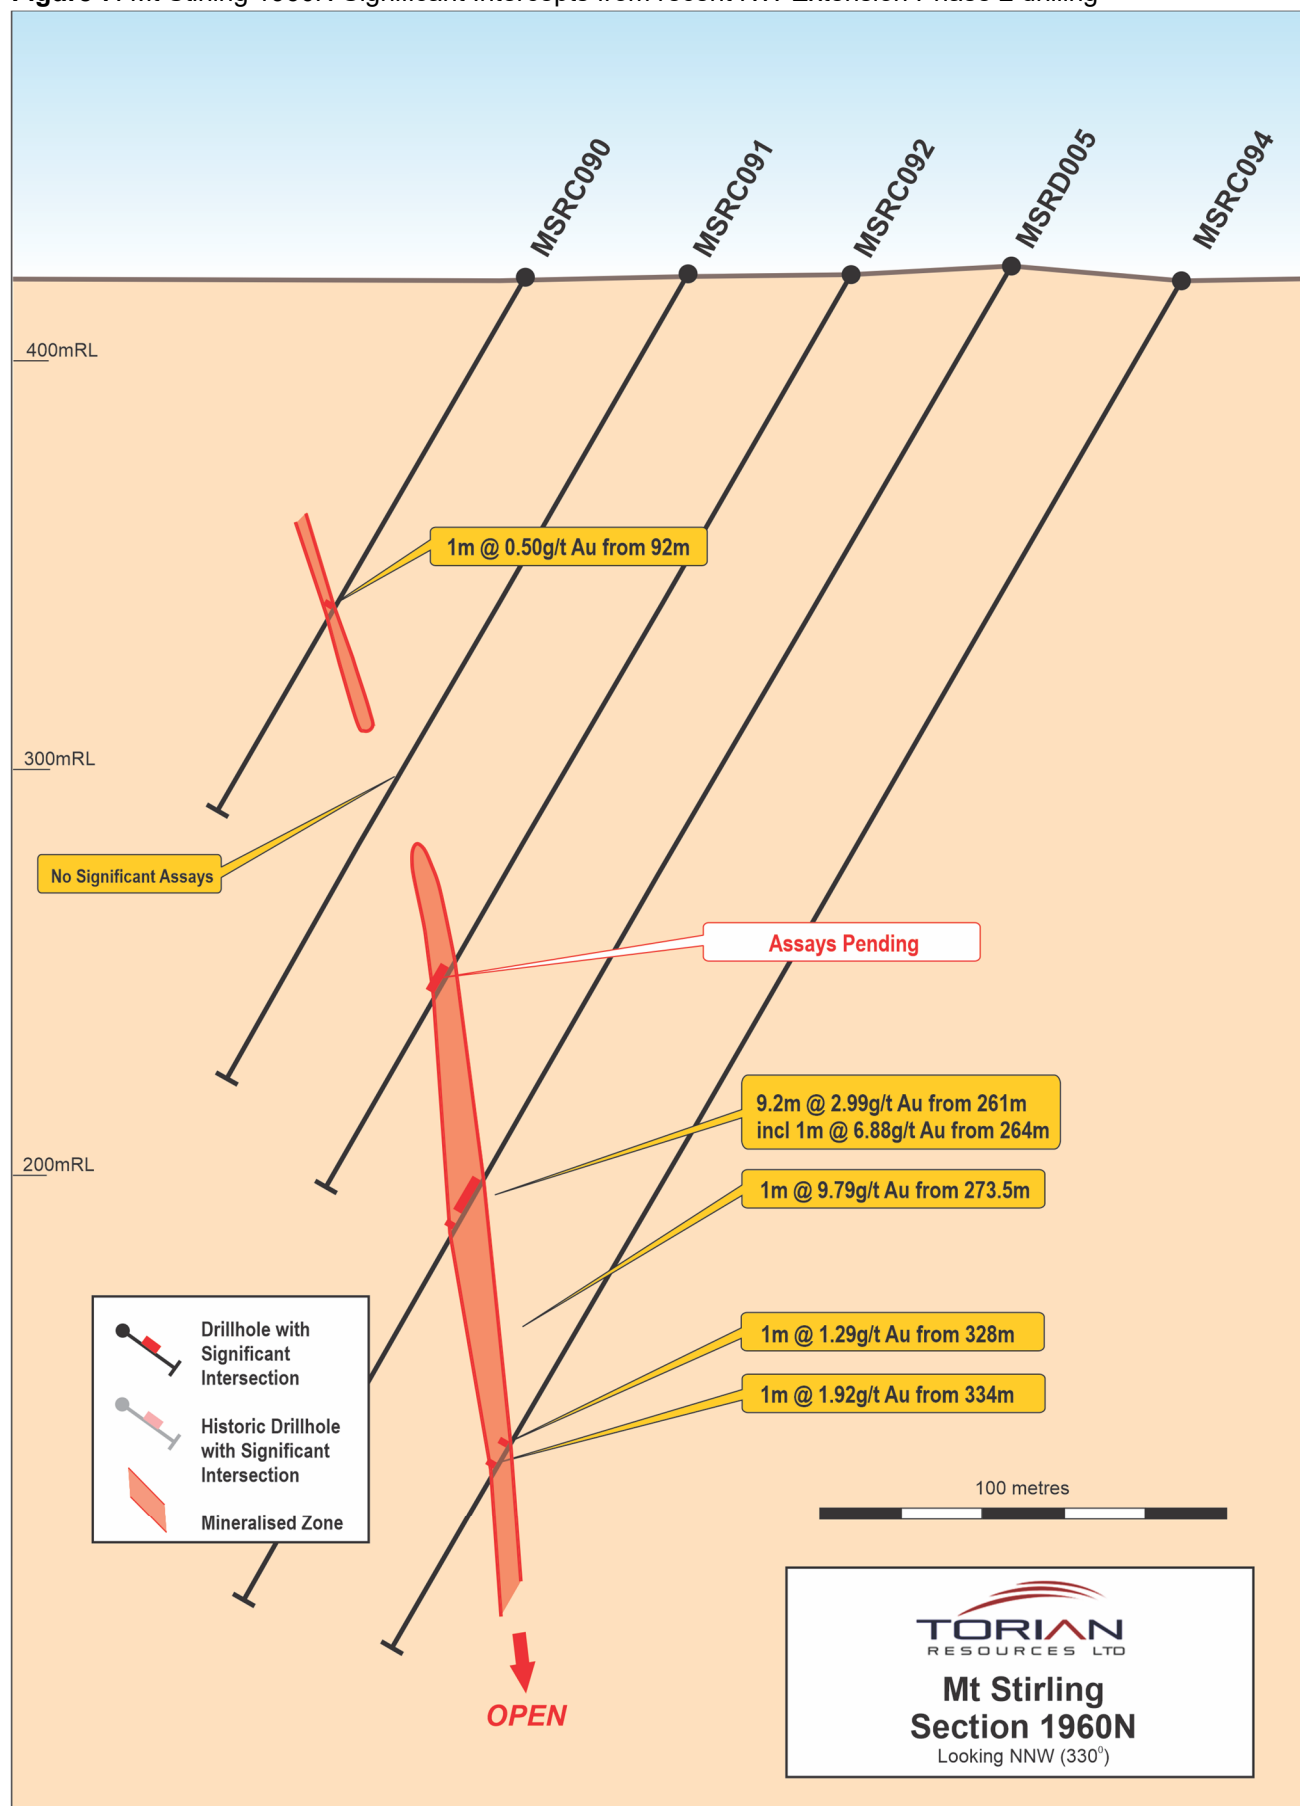 MSRC090
MSRC091
MSRC092
MSRD005
MSRC094
400mRL
1m @ 0.50g/t Au from 92m
300mRL
No Significant Assays
Assays Pending
9.2m @ 2.99g/t Au from 261m
incl 1m @ 6.88g/t Au from 264m
200mRL
1m @ 9.79g/t Au from 273.5m
1m @ 1.29g/t Au from 328m
1m @ 1.92g/t Au from 334m
Drillhole with
Significant
Intersection
Historic Drillhole
with Significant
Intersection
Mineralised Zone
100 metres
OPEN
TORIAN
RESOURCES LTD
Mt Stirling
Section 1960N
Looking NNW (330⁰)